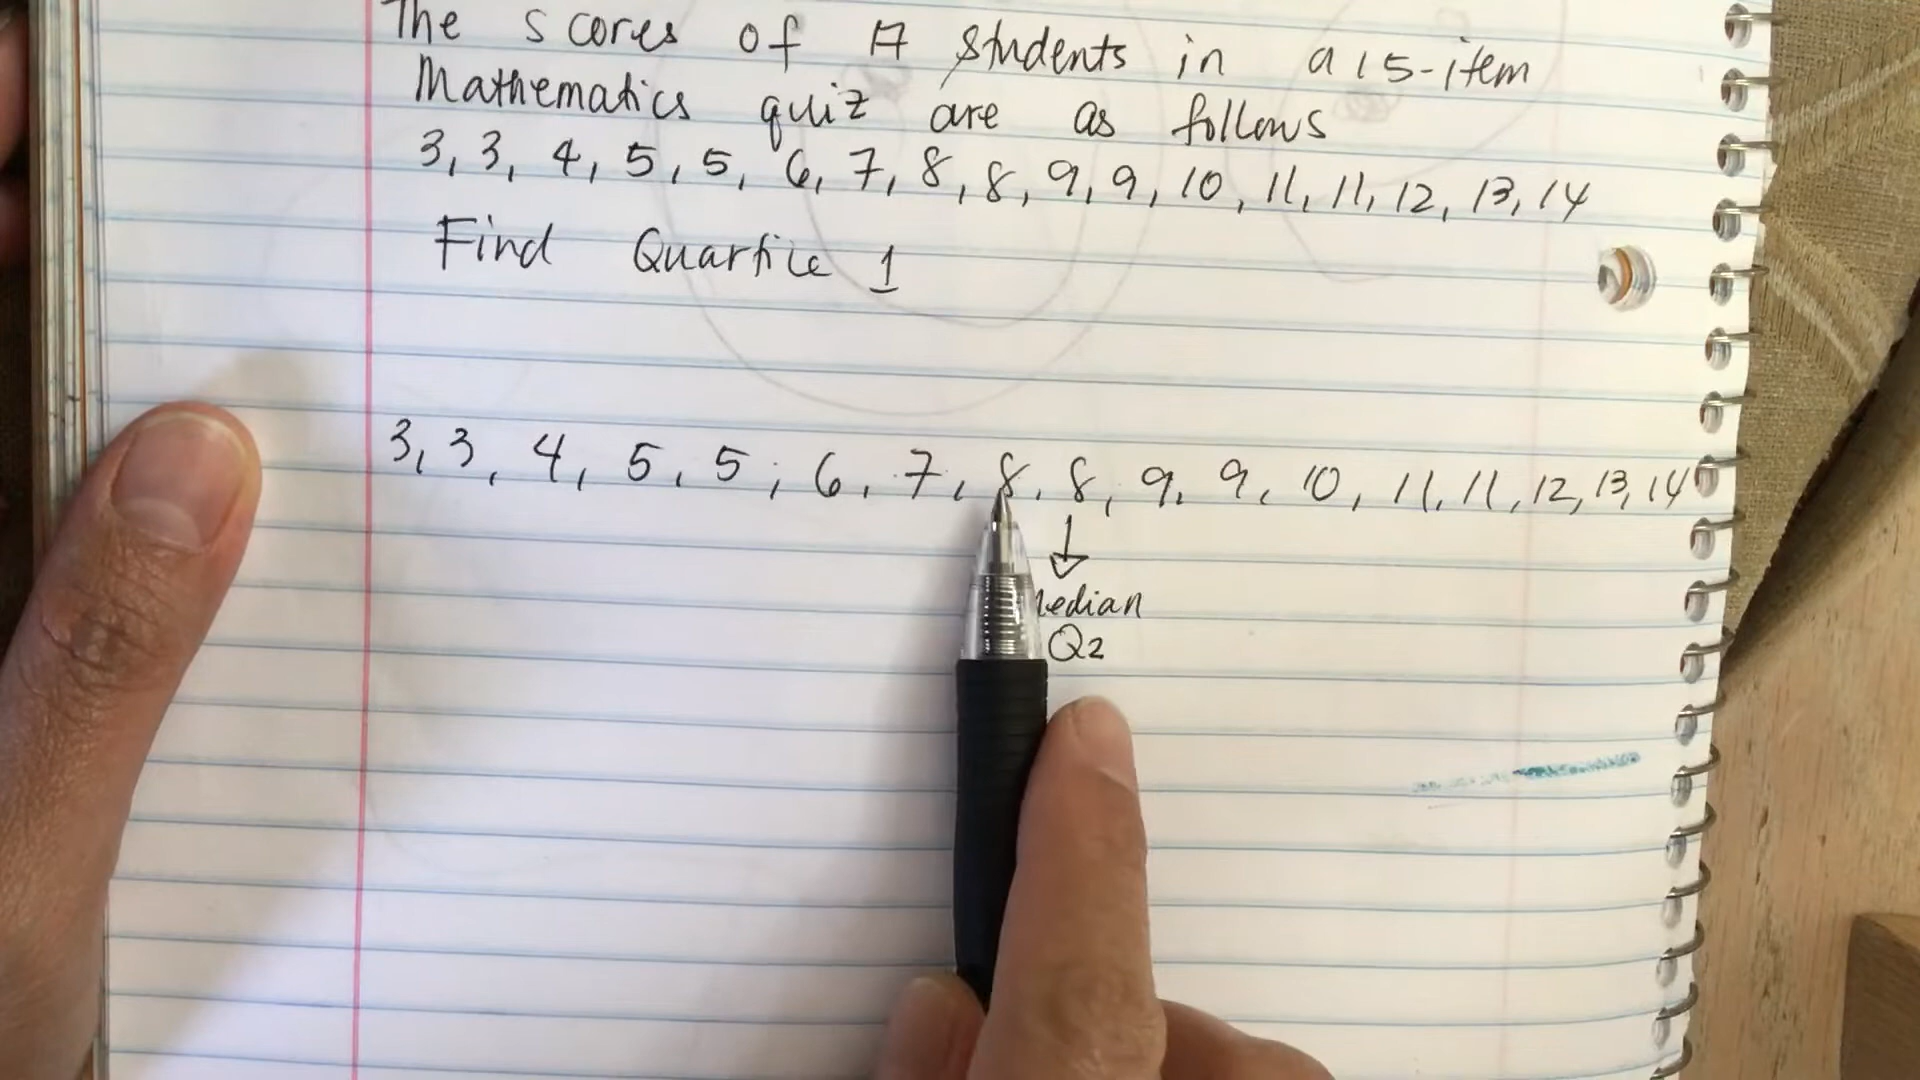 The scores of 17 students in a 15-item
Mathematics quiz are as follows
3, 3, 4, 5, 5, 6, 7, 8, 8, 9, 9, 10, 11, 11, 12, 13, 14
Find Quartile 1
3, 3, 4, 5, 5, 6, 7, 8, 8, 9, 9, 10, 11, 11, 12, 13, 14
Median
Q2